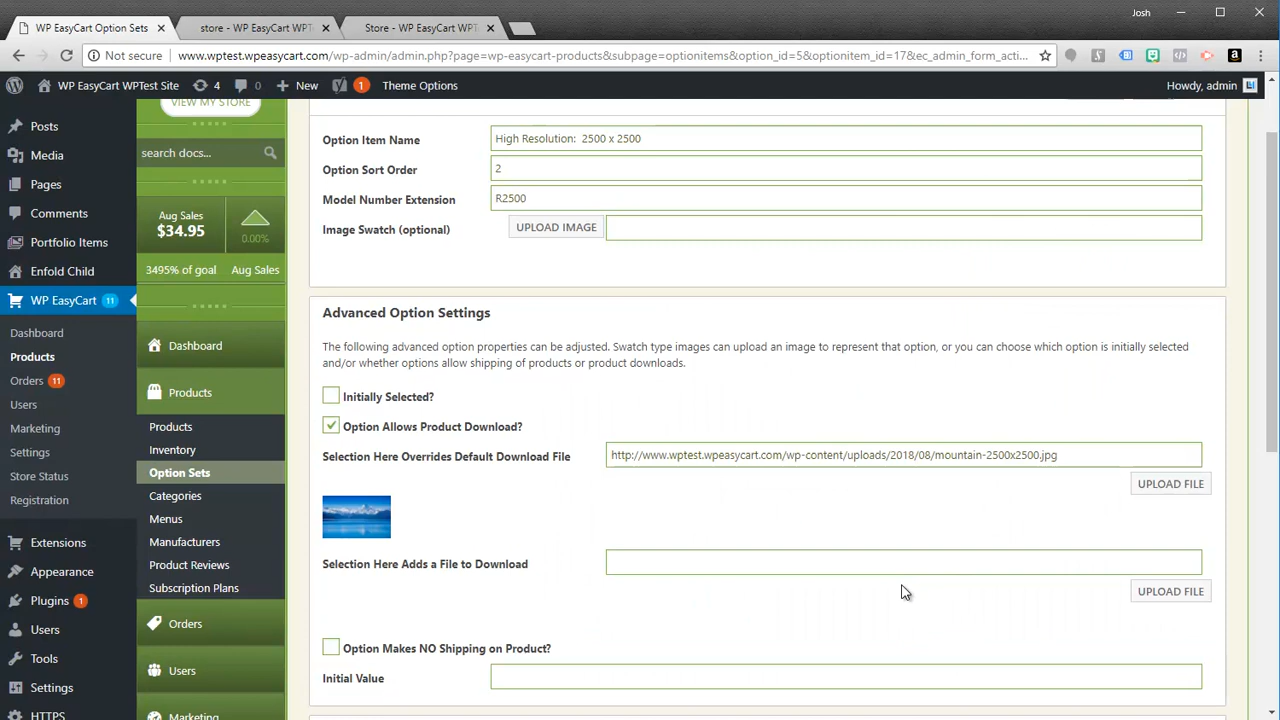 Josh
WP EasyCart Option Sets
store - WP EasyCart WPT
Store - WP EasyCart WPT
Not secure
www.wptest.wpeasycart.com/wp-admin/admin.php?page=wp-easycart-products&subpage=optionitems&option_id=5&optionitem_id=17&ec_admin_form_acti...
WP EasyCart WPTest Site
4
0
New
1
Theme Options
Howdy, admin
Posts
Media
Pages
Comments
Portfolio Items
Enfold Child
WP EasyCart 11
Dashboard
Products
Orders 11
Users
Marketing
Settings
Store Status
Registration
Extensions
Appearance
Plugins 1
Users
Tools
Settings
HTTPS
VIEW MY STORE
search docs...
Aug Sales
$34.95
0.00%
3495% of goal
Aug Sales
Dashboard
Products
Products
Inventory
Option Sets
Categories
Menus
Manufacturers
Product Reviews
Subscription Plans
Orders
Users
Marketing
Option Item Name
High Resolution: 2500 x 2500
Option Sort Order
2
Model Number Extension
R2500
Image Swatch (optional)
UPLOAD IMAGE
Advanced Option Settings
The following advanced option properties can be adjusted. Swatch type images can upload an image to represent that option, or you can choose which option is initially selected
and/or whether options allow shipping of products or product downloads.
Initially Selected?
Option Allows Product Download?
Selection Here Overrides Default Download File
http://www.wptest.wpeasycart.com/wp-content/uploads/2018/08/mountain-2500x2500.jpg
UPLOAD FILE
Selection Here Adds a File to Download
UPLOAD FILE
Option Makes NO Shipping on Product?
Initial Value